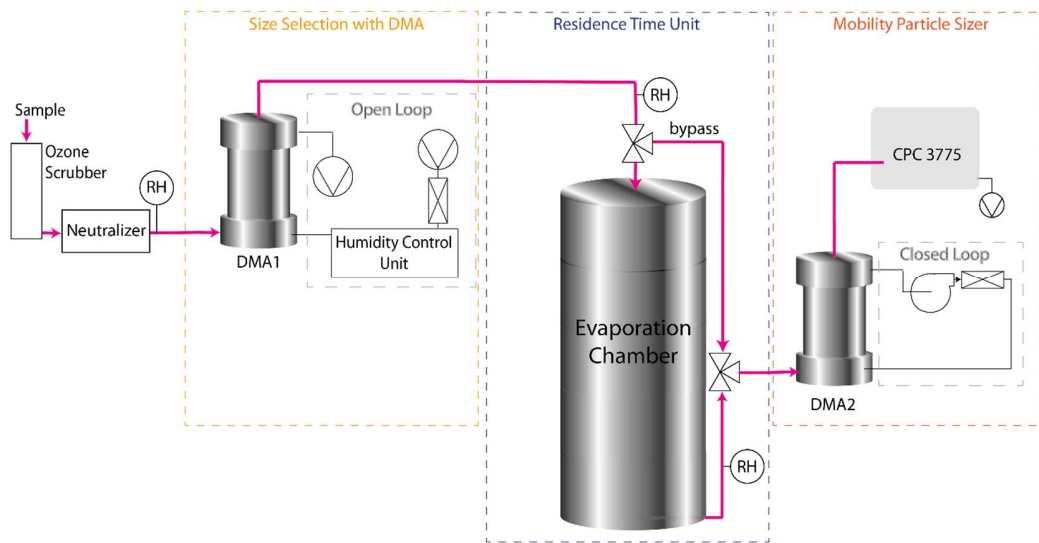 Size Selection with DMA
Residence Time Unit
Mobility Particle Sizer
Sample
Ozone
Scrubber
RH
Neutralizer
DMA1
Open Loop
Humidity Control
Unit
RH
bypass
Evaporation
Chamber
RH
CPC 3775
Closed Loop
DMA2